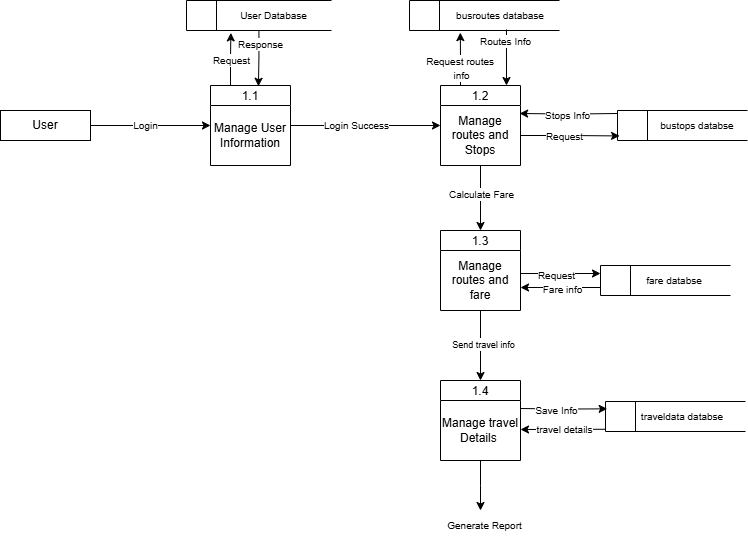 User Database
busroutes database
Request
Response
Request routes
info
Routes Info
1.1
1.2
User
Login
Manage User
Information
Login Success
Manage
routes and
Stops
Stops Info
Request
bustops databse
Calculate Fare
1.3
Manage
routes and
fare
Request
Fare info
fare databse
Send travel info
1.4
Manage travel
Details
Save Info
travel details
traveldata databse
Generate Report